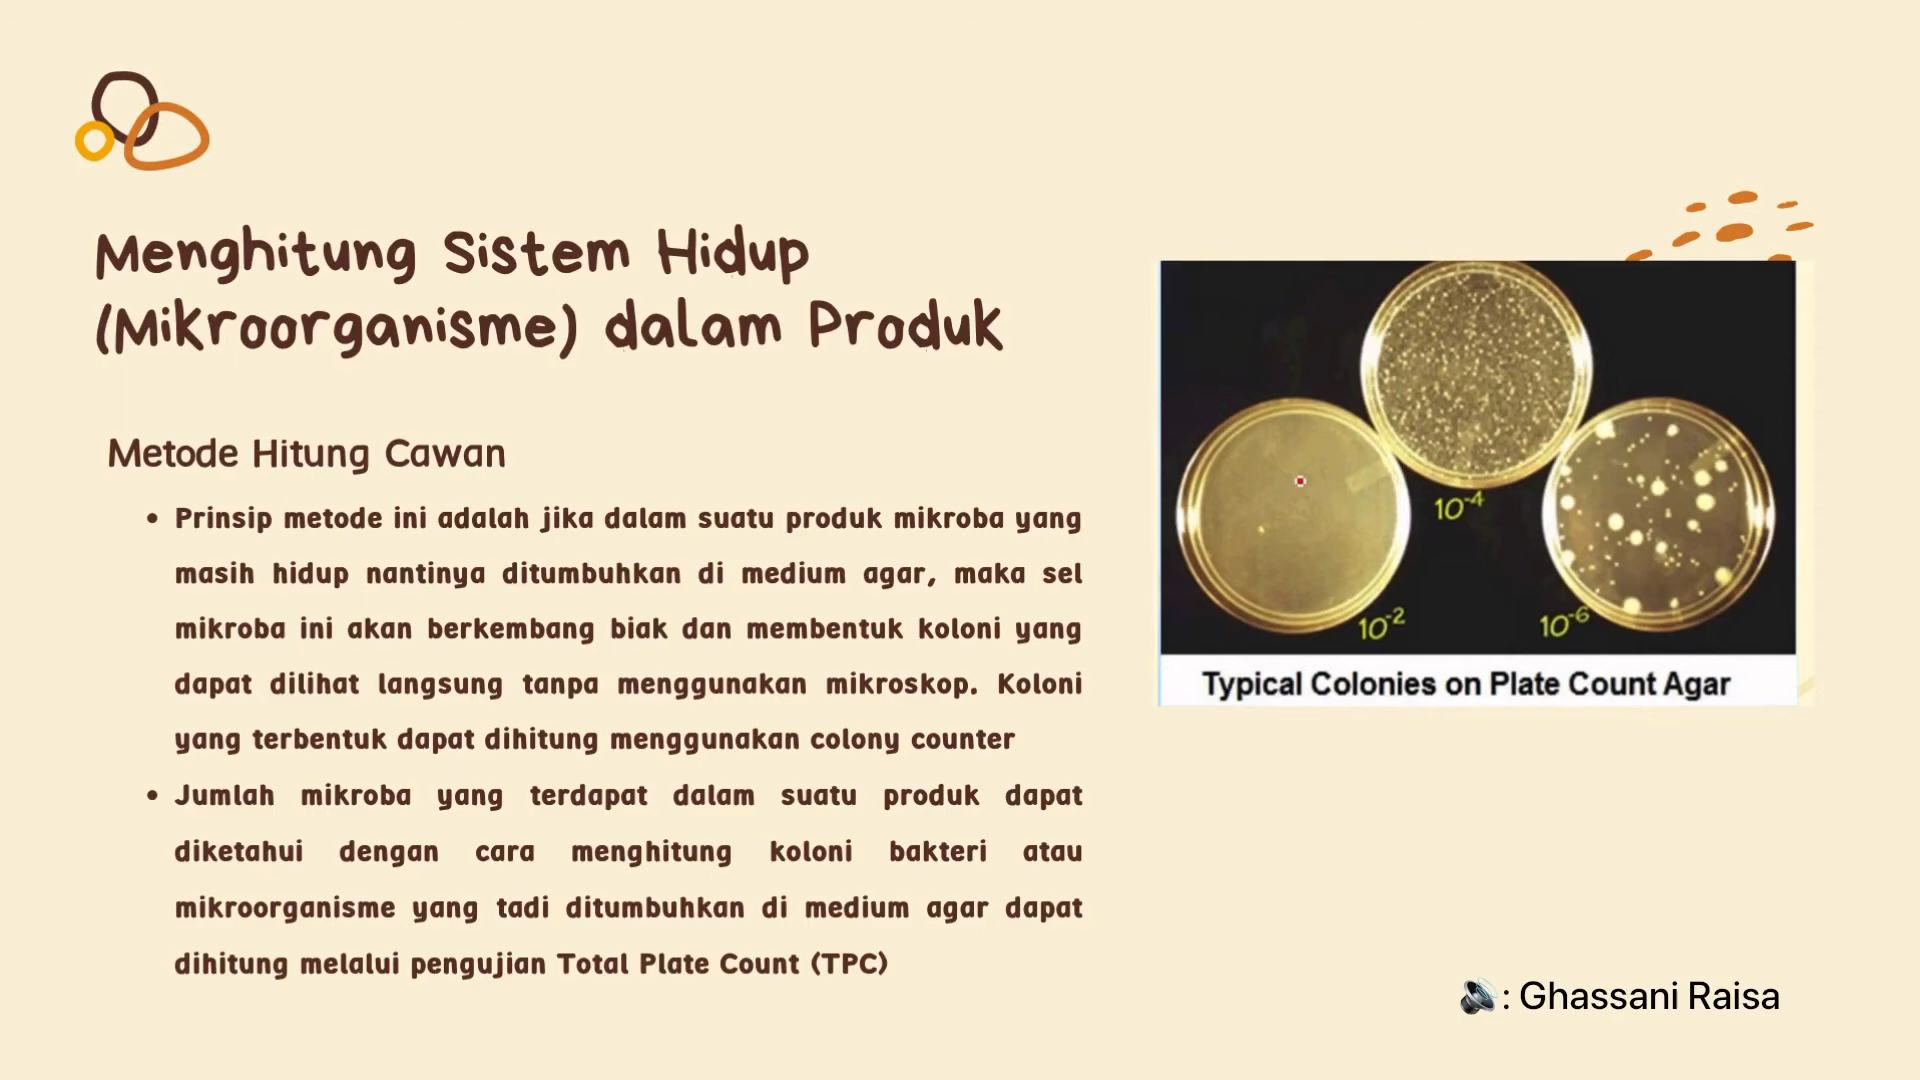 Menghitung Sistem Hidup
(Mikroorganisme) dalam Produk
Metode Hitung Cawan
• Prinsip metode ini adalah jika dalam suatu produk mikroba yang
masih hidup nantinya ditumbuhkan di medium agar, maka sel
mikroba ini akan berkembang biak dan membentuk koloni yang
dapat dilihat langsung tanpa menggunakan mikroskop. Koloni
yang terbentuk dapat dihitung menggunakan colony counter
• Jumlah mikroba yang terdapat dalam suatu produk dapat
diketahui dengan cara menghitung koloni bakteri atau
mikroorganisme yang tadi ditumbuhkan di medium agar dapat
dihitung melalui pengujian Total Plate Count (TPC)
10⁻⁴
10⁻²
10⁻⁶
Typical Colonies on Plate Count Agar
🔊: Ghassani Raisa